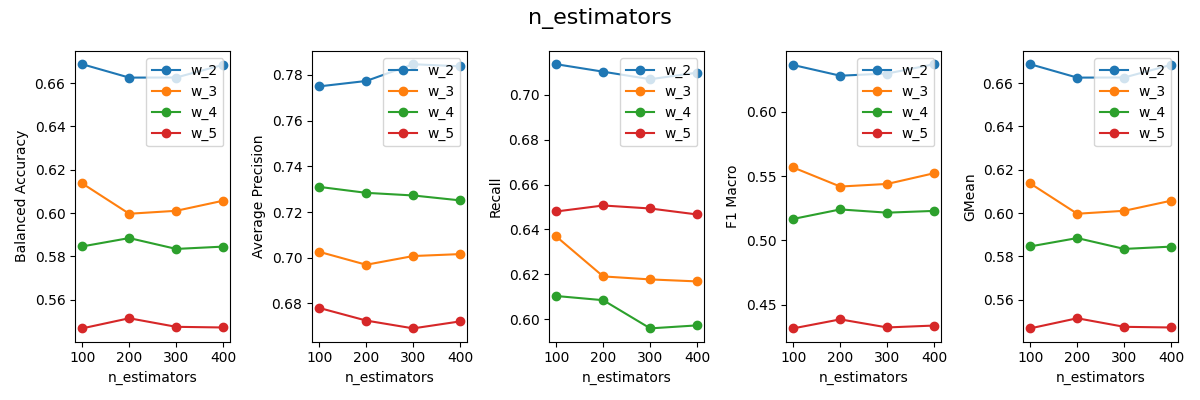 n_estimators
Balanced Accuracy
0.66
0.64
0.62
0.60
0.58
0.56
100 200 300 400
n_estimators
w_2
w_3
w_4
w_5
Average Precision
0.78
0.76
0.74
0.72
0.70
0.68
100 200 300 400
n_estimators
w_2
w_3
w_4
w_5
Recall
0.70
0.68
0.66
0.64
0.62
0.60
100 200 300 400
n_estimators
w_2
w_3
w_4
w_5
F1 Macro
0.60
0.55
0.50
0.45
100 200 300 400
n_estimators
w_2
w_3
w_4
w_5
GMean
0.66
0.64
0.62
0.60
0.58
0.56
100 200 300 400
n_estimators
w_2
w_3
w_4
w_5